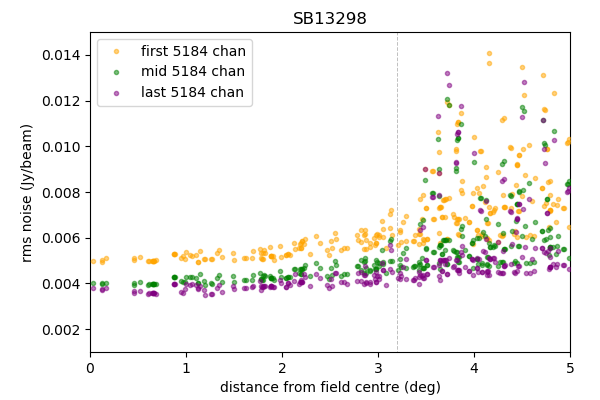 SB13298
first 5184 chan
mid 5184 chan
last 5184 chan
0.014
0.012
0.010
0.008
0.006
0.004
0.002
rms noise (Jy/beam)
0 1 2 3 4 5
distance from field centre (deg)